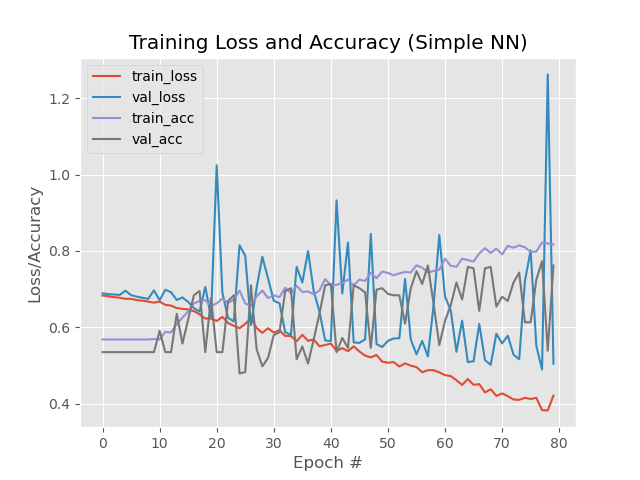 Training Loss and Accuracy (Simple NN)
train_loss
val_loss
train_acc
val_acc
1.2
1.0
0.8
0.6
0.4
Loss/Accuracy
0 10 20 30 40 50 60 70 80
Epoch #